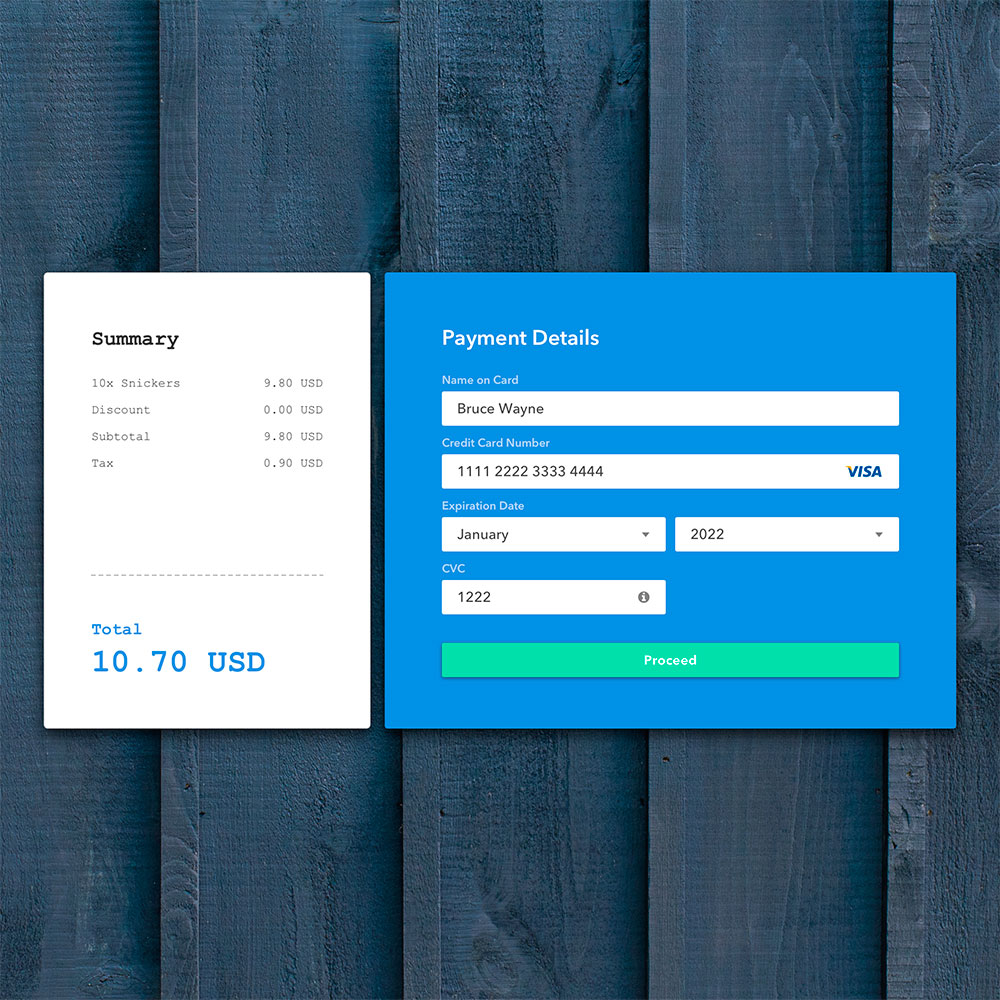 Summary
10x Snickers 9.80 USD
Discount 0.00 USD
Subtotal 9.80 USD
Tax 0.90 USD
Total
10.70 USD
Payment Details
Name on Card
Bruce Wayne
Credit Card Number
1111 2222 3333 4444 VISA
Expiration Date
January 2022
CVC
1222
Proceed